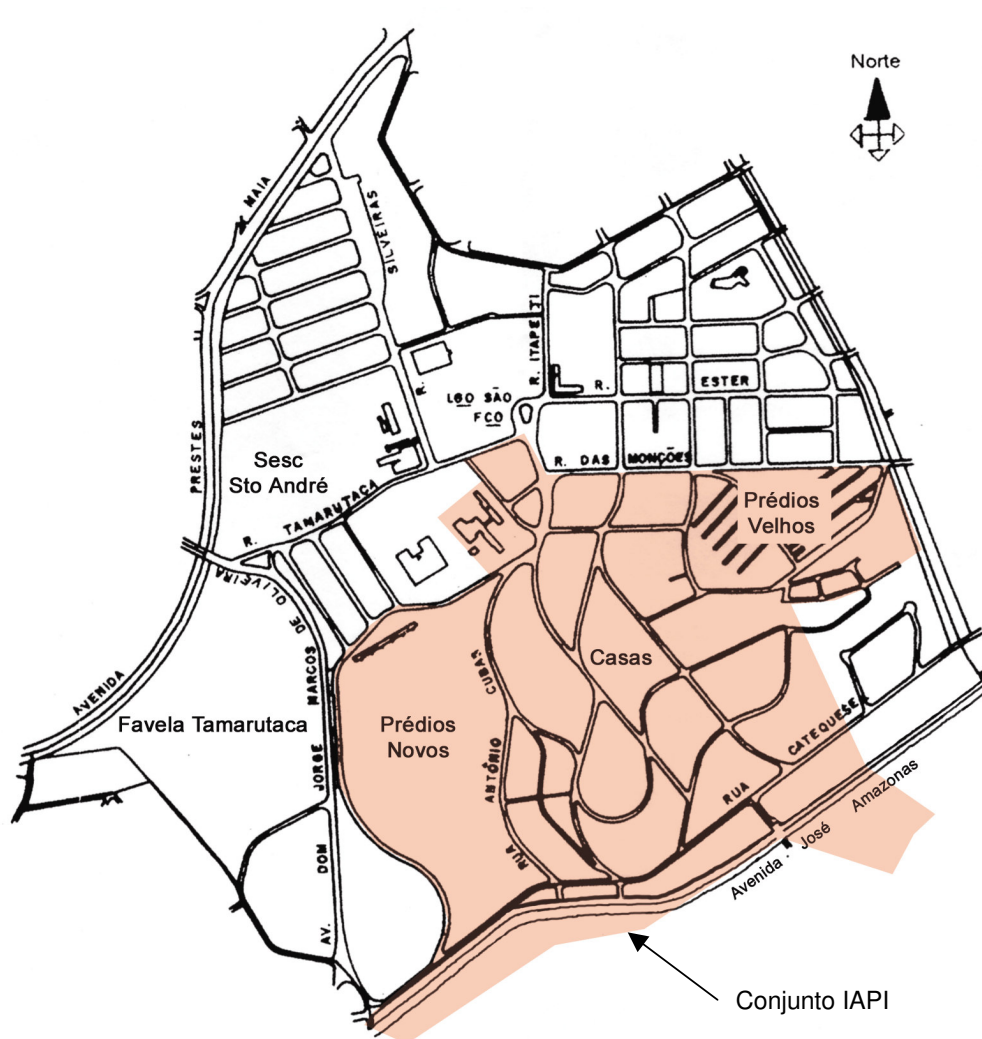 Norte
MAIA
SILVEIRAS
R. ITAPETI
R.
LGO SÃO
FCO
R.
ESTER
PRESTES
Sesc
Sto André
R. DAS MONÇÕES
Prédios
Velhos
R. TAMARUTACA
DE OLIVEIRA
MARCOS
JORGE
DOM
AV.
AVENIDA
Favela Tamarutaca
Prédios
Novos
Casas
CUBAS
ANTÔNIO
RUA
RUA
CATEQUESE
Avenida José Amazonas
Conjunto IAPI